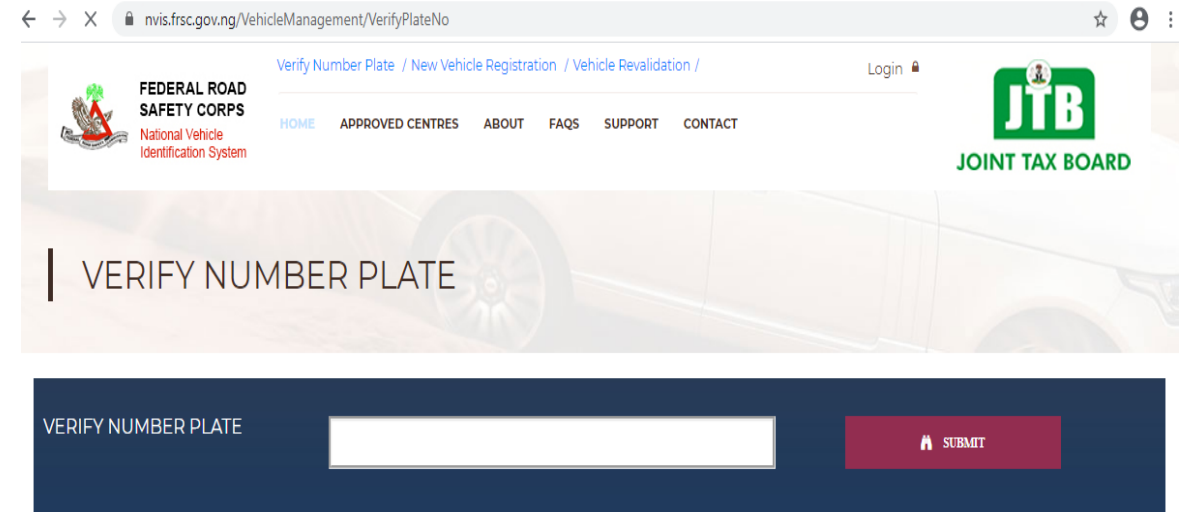 nvis.frsc.gov.ng/VehicleManagement/VerifyPlateNo
Verify Number Plate / New Vehicle Registration / Vehicle Revalidation /
Login
FEDERAL ROAD
SAFETY CORPS
National Vehicle
Identification System
HOME APPROVED CENTRES ABOUT FAQS SUPPORT CONTACT
JTB
JOINT TAX BOARD
VERIFY NUMBER PLATE
VERIFY NUMBER PLATE
SUBMIT